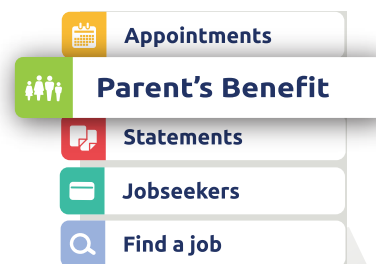 Appointments
Parent's Benefit
Statements
Jobseekers
Find a job